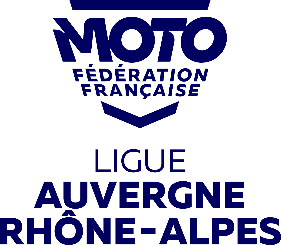 MOTO
FÉDÉRATION
FRANÇAISE
LIGUE
AUVERGNE
RHÔNE-ALPES